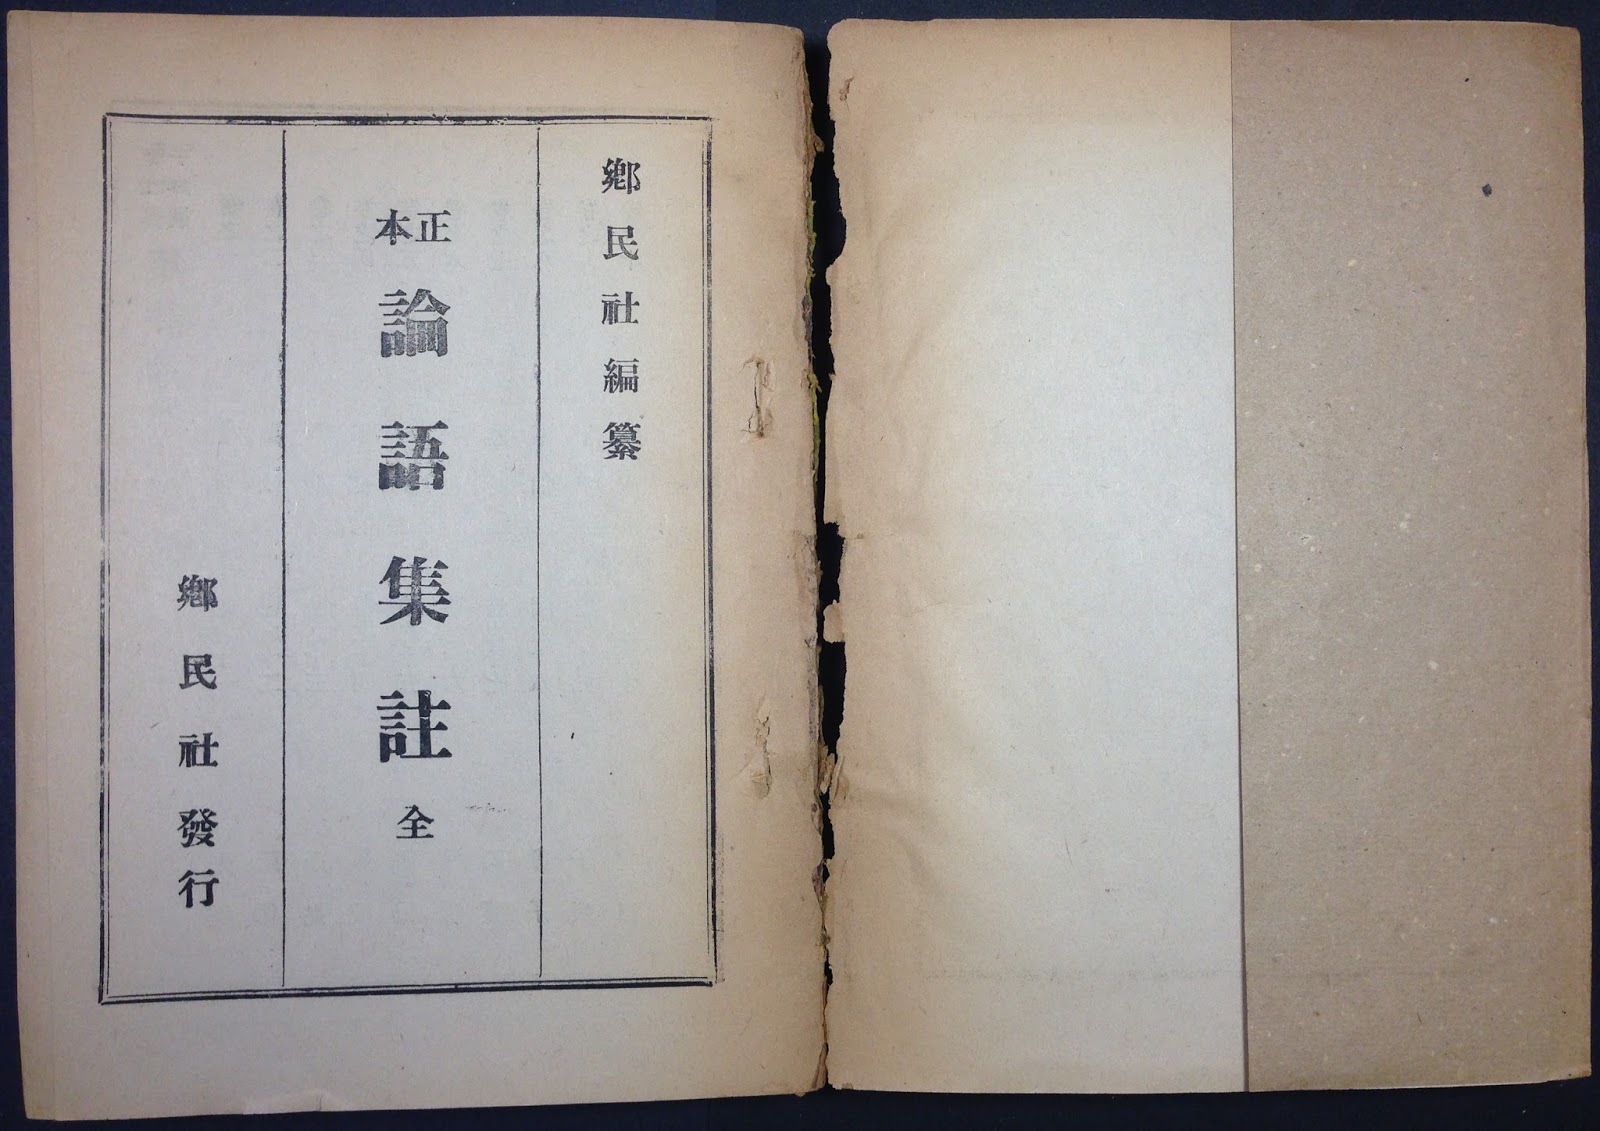 鄉民社編纂
正本
論語集註 全
鄉民社發行